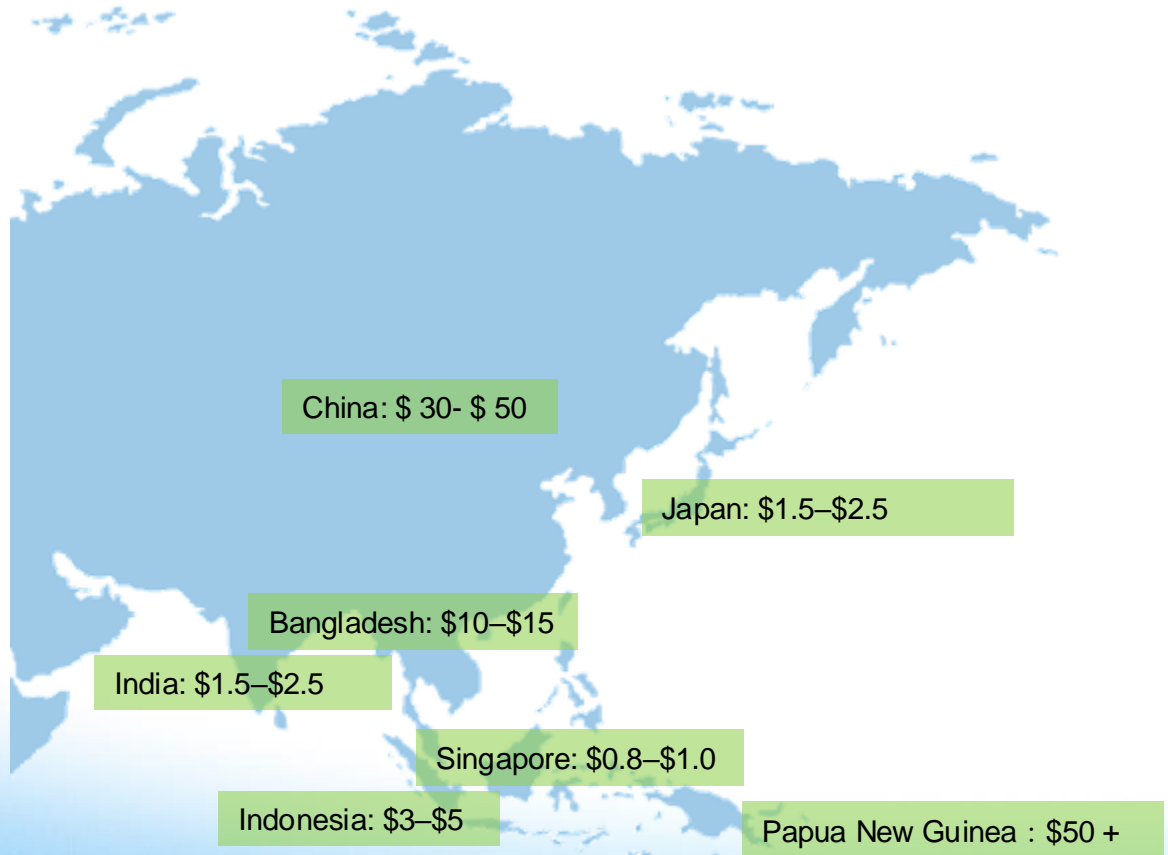 China: $ 30- $ 50
Japan: $1.5–$2.5
Bangladesh: $10–$15
India: $1.5–$2.5
Singapore: $0.8–$1.0
Indonesia: $3–$5
Papua New Guinea : $50 +